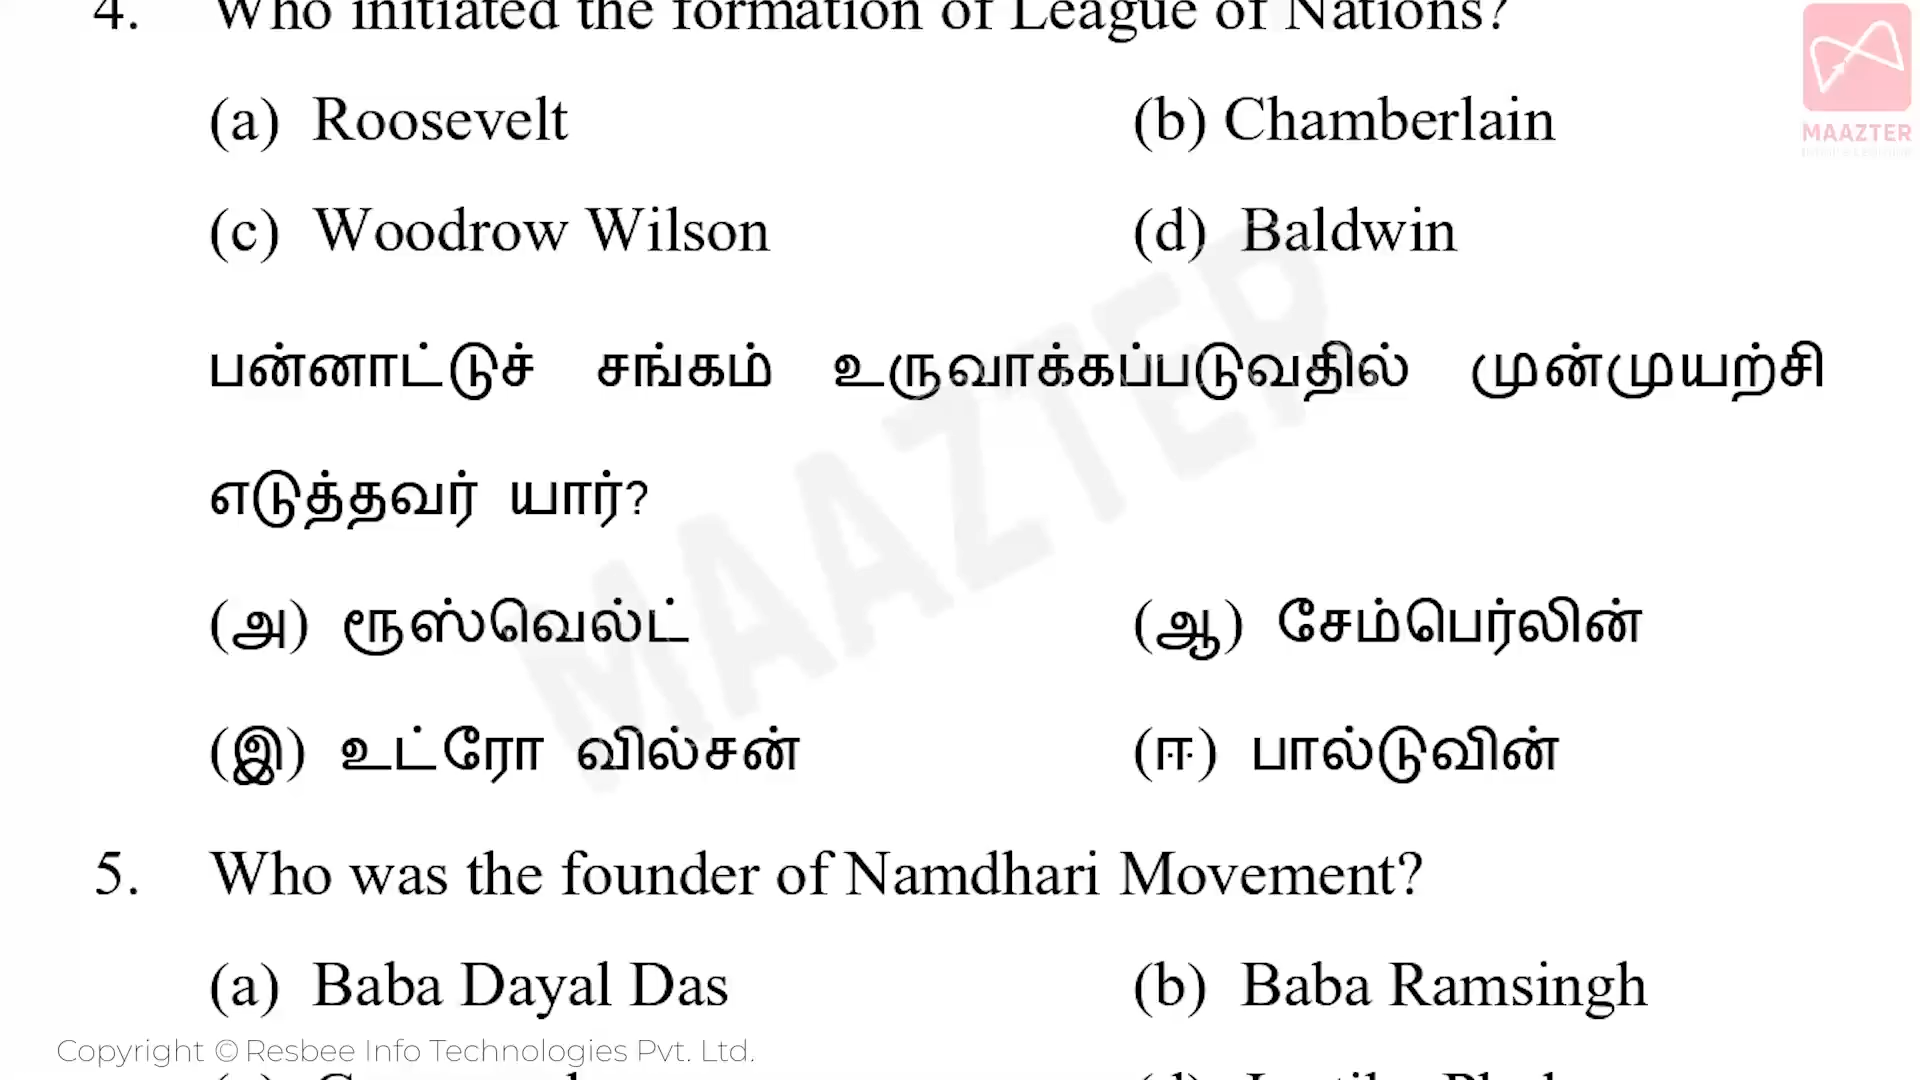 4. Who initiated the formation of League of Nations?
MAAZTER
(a) Roosevelt (b) Chamberlain
(c) Woodrow Wilson (d) Baldwin
பன்னாட்டுச் சங்கம் உருவாக்கப்படுவதில் முன்முயற்சி
எடுத்தவர் யார்?
MAAZTER
(அ) ரூஸ்வெல்ட் (ஆ) சேம்பெர்லின்
(இ) உட்ரோ வில்சன் (ஈ) பால்டுவின்
5. Who was the founder of Namdhari Movement?
(a) Baba Dayal Das (b) Baba Ramsingh
Copyright © Resbee Info Technologies Pvt. Ltd.